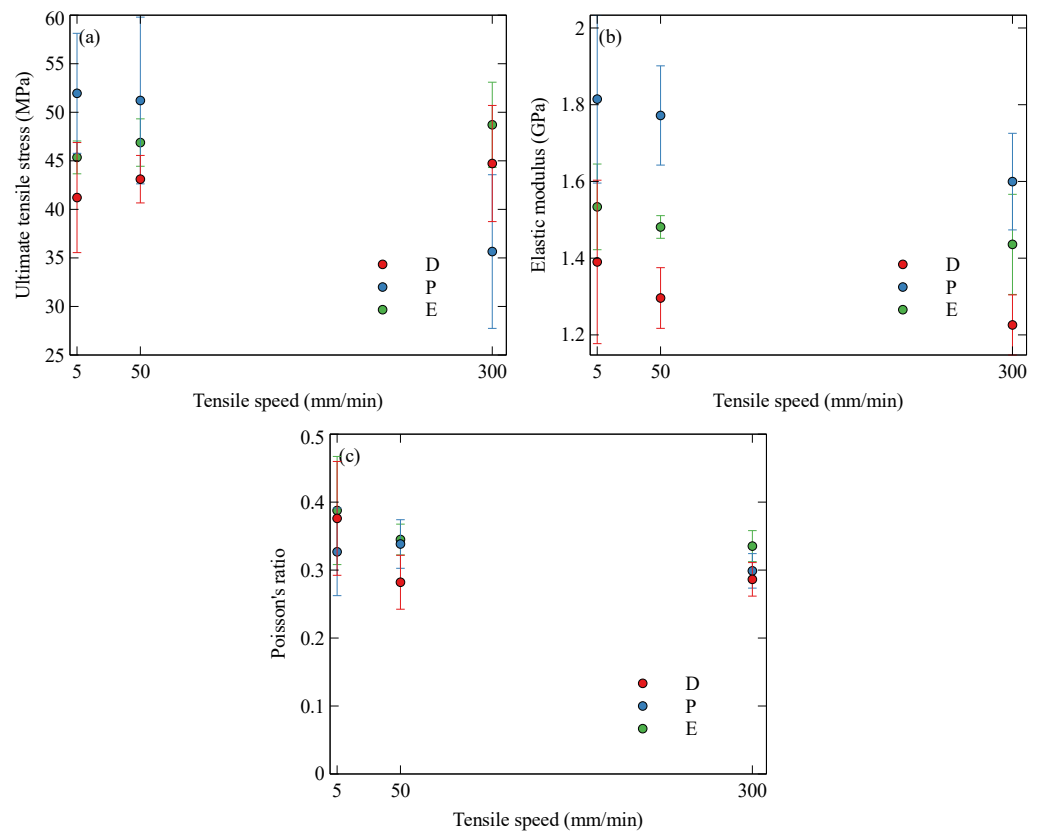 (a)
Ultimate tensile stress (MPa)
60
55
50
45
40
35
30
25
D
P
E
5 50 300
Tensile speed (mm/min)
(b)
Elastic modulus (GPa)
2
1.8
1.6
1.4
1.2
D
P
E
5 50 300
Tensile speed (mm/min)
(c)
Poisson's ratio
0.5
0.4
0.3
0.2
0.1
0
D
P
E
5 50 300
Tensile speed (mm/min)